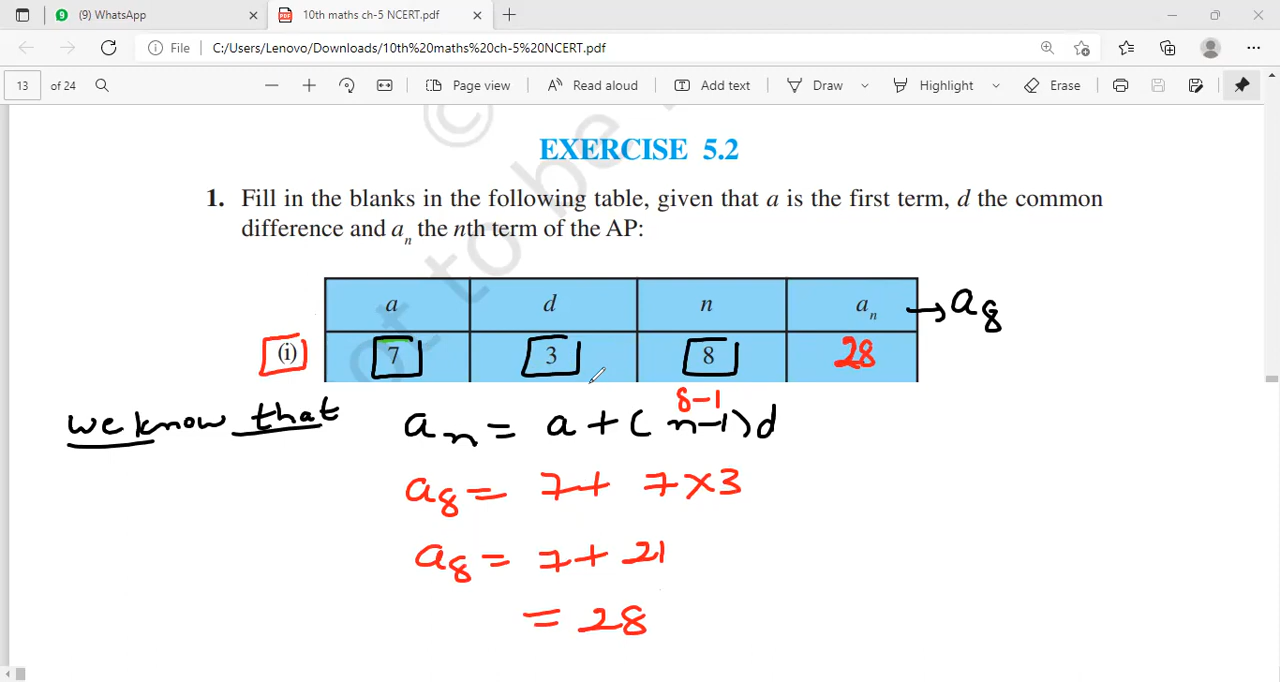 (9) WhatsApp
10th maths ch-5 NCERT.pdf
File C:/Users/Lenovo/Downloads/10th%20maths%20ch-5%20NCERT.pdf
13 of 24 Page view Read aloud Add text Draw Highlight Erase
© not to be
EXERCISE 5.2
1. Fill in the blanks in the following table, given that a is the first term, d the common
difference and aₙ the nth term of the AP:
a d n aₙ → a₈
(i) 7 3 8 28
8-1
we know that aₙ = a + (n-1)d
a₈ = 7 + 7×3
a₈ = 7 + 21
= 28